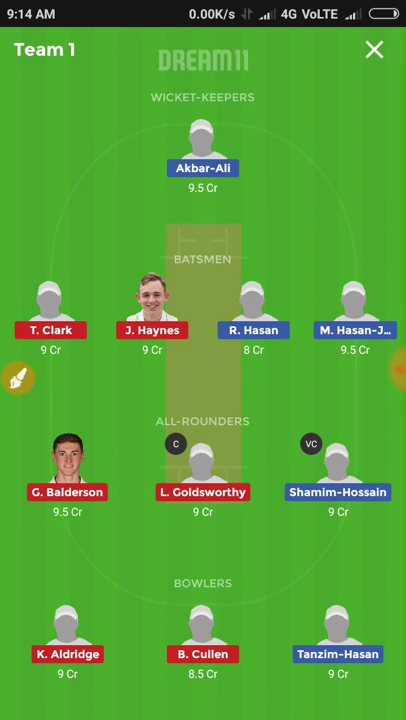 9:14 AM 0.00K/s 4G VoLTE
Team 1
DREAM11
WICKET-KEEPERS
Akbar-Ali
9.5 Cr
BATSMEN
T. Clark J. Haynes R. Hasan M. Hasan-J...
9 Cr 9 Cr 8 Cr 9.5 Cr
ALL-ROUNDERS
C VC
G. Balderson L. Goldsworthy Shamim-Hossain
9.5 Cr 9 Cr 9 Cr
BOWLERS
K. Aldridge B. Cullen Tanzim-Hasan
9 Cr 8.5 Cr 9 Cr